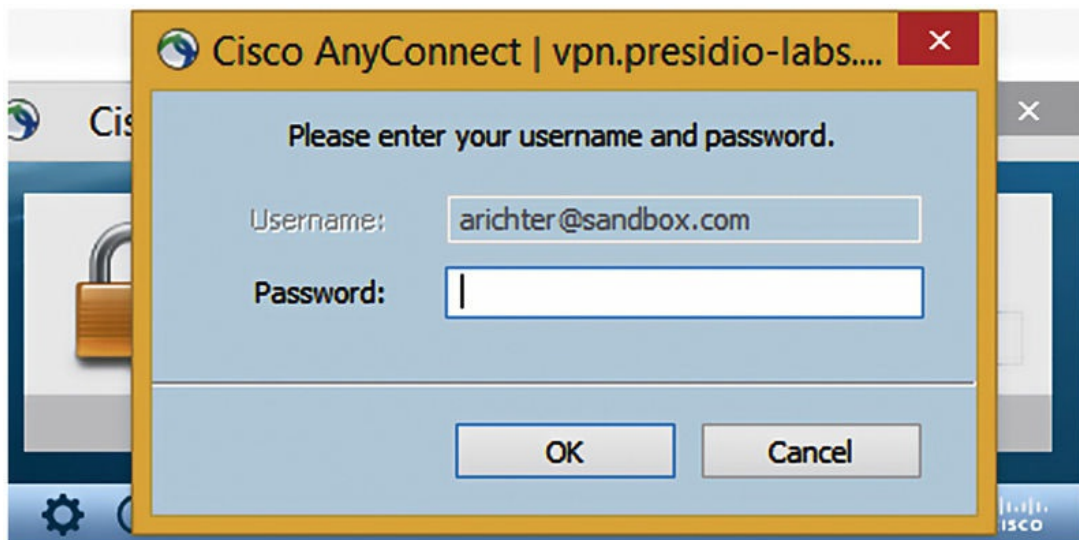 Cisco AnyConnect | vpn.presidio-labs....
Cis
Please enter your username and password.
Username: arichter@sandbox.com
Password:
OK Cancel
CISCO